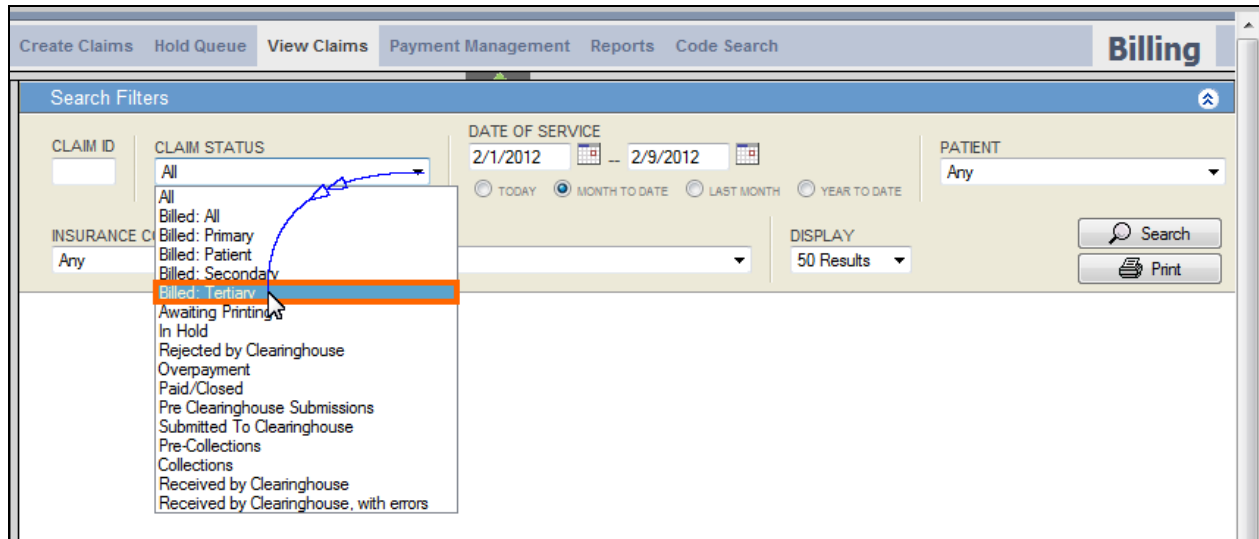 Create Claims Hold Queue View Claims Payment Management Reports Code Search Billing
Search Filters
CLAIM ID CLAIM STATUS DATE OF SERVICE PATIENT
All 2/1/2012 -- 2/9/2012 Any
TODAY MONTH TO DATE LAST MONTH YEAR TO DATE
INSURANCE CO DISPLAY Search
Any 50 Results Print
All
Billed: All
Billed: Primary
Billed: Patient
Billed: Secondary
Billed: Tertiary
Awaiting Printing
In Hold
Rejected by Clearinghouse
Overpayment
Paid/Closed
Pre Clearinghouse Submissions
Submitted To Clearinghouse
Pre-Collections
Collections
Received by Clearinghouse
Received by Clearinghouse, with errors